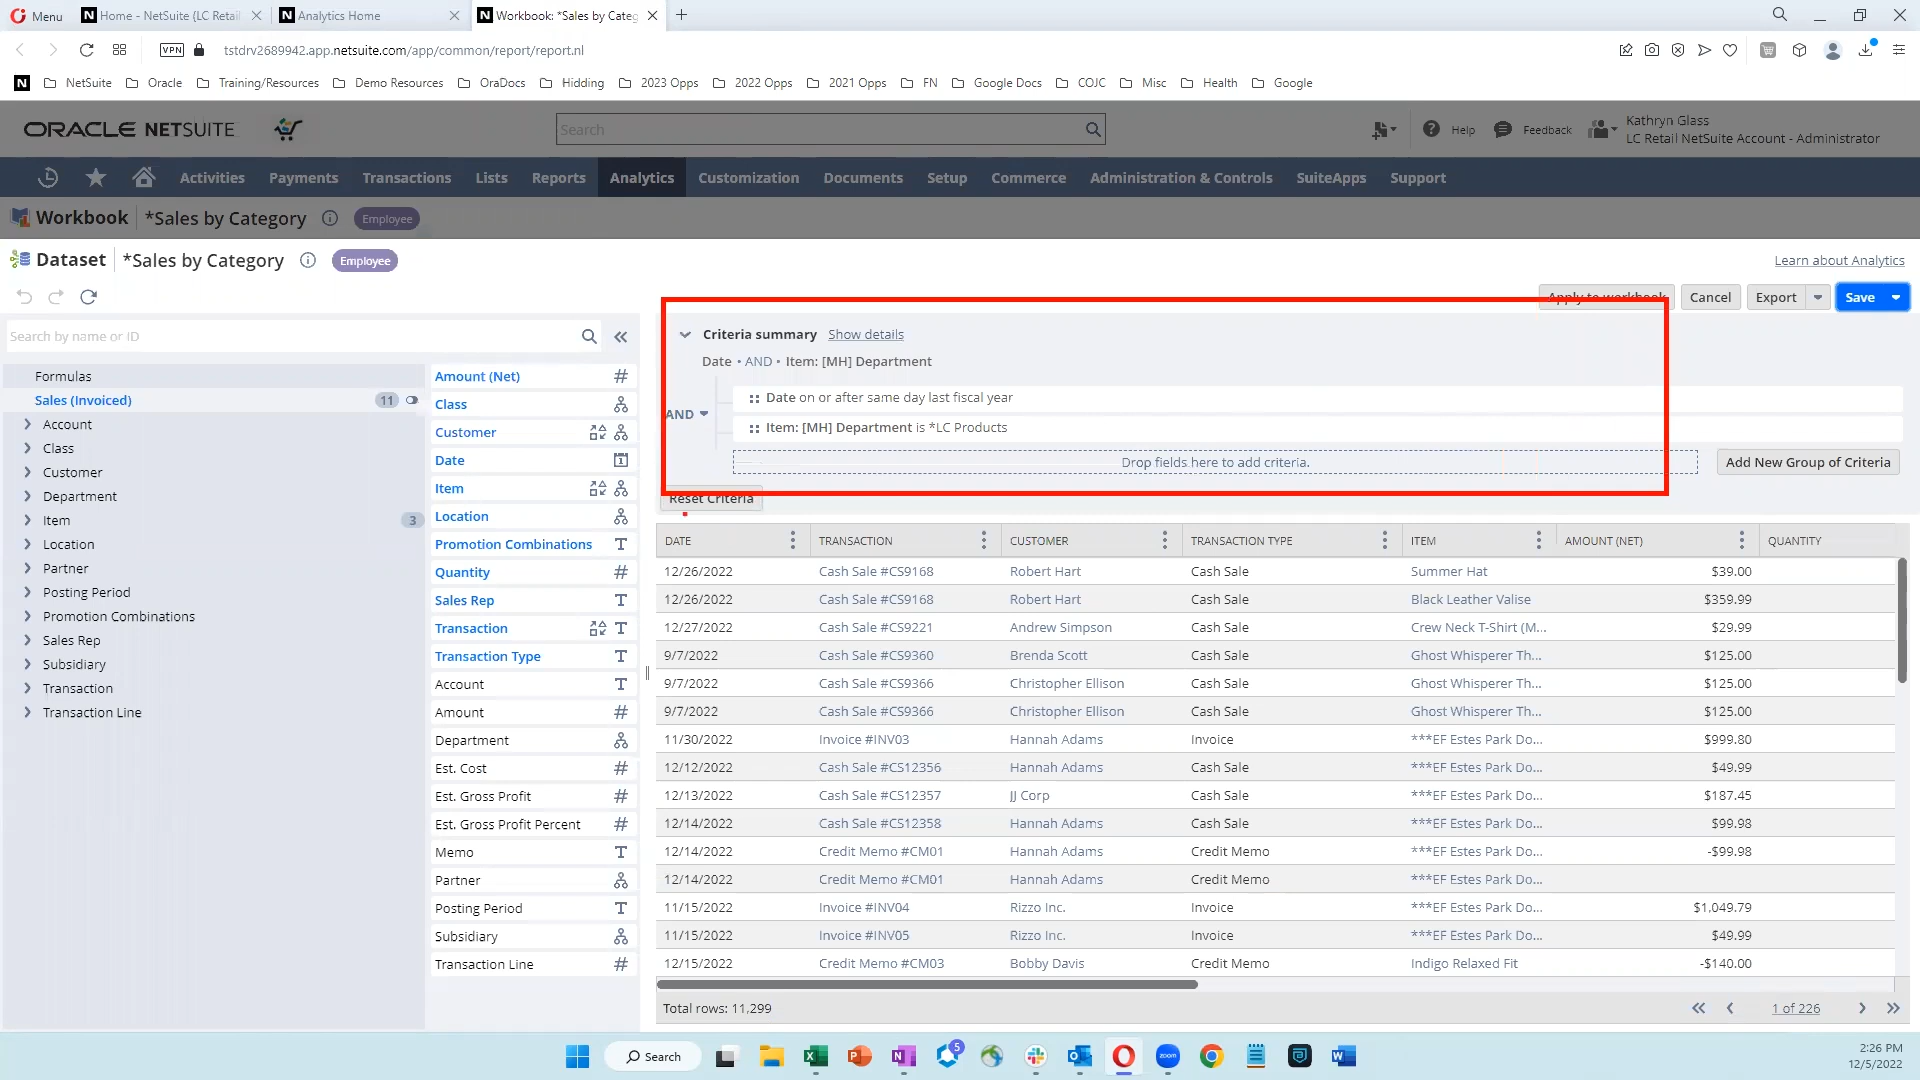 Menu
Home - NetSuite (LC Retail
Analytics Home
Workbook: *Sales by Categ
VPN
tstdrv2689942.app.netsuite.com/app/common/report/report.nl
N NetSuite Oracle Training/Resources Demo Resources OraDocs Hidding 2023 Opps 2022 Opps 2021 Opps FN Google Docs COJC Misc Health Google
ORACLE NETSUITE
Search
Help
Feedback
Kathryn Glass
LC Retail NetSuite Account - Administrator
Activities Payments Transactions Lists Reports Analytics Customization Documents Setup Commerce Administration & Controls SuiteApps Support
Workbook *Sales by Category Employee
Dataset *Sales by Category Employee
Learn about Analytics
Apply to workbook Cancel Export Save
Search by name or ID
Formulas
Sales (Invoiced) 11
Account
Class
Customer
Department
Item 3
Location
Partner
Posting Period
Promotion Combinations
Sales Rep
Subsidiary
Transaction
Transaction Line
Amount (Net)
Class
Customer
Date
Item
Location
Promotion Combinations
Quantity
Sales Rep
Transaction
Transaction Type
Account
Amount
Department
Est. Cost
Est. Gross Profit
Est. Gross Profit Percent
Memo
Partner
Posting Period
Subsidiary
Transaction Line
Criteria summary Show details
Date • AND • Item: [MH] Department
AND
Date on or after same day last fiscal year
Item: [MH] Department is *LC Products
Drop fields here to add criteria.
Add New Group of Criteria
Reset Criteria
DATE TRANSACTION CUSTOMER TRANSACTION TYPE ITEM AMOUNT (NET) QUANTITY
12/26/2022 Cash Sale #CS9168 Robert Hart Cash Sale Summer Hat $39.00
12/26/2022 Cash Sale #CS9168 Robert Hart Cash Sale Black Leather Valise $359.99
12/27/2022 Cash Sale #CS9221 Andrew Simpson Cash Sale Crew Neck T-Shirt (M... $29.99
9/7/2022 Cash Sale #CS9360 Brenda Scott Cash Sale Ghost Whisperer Th... $125.00
9/7/2022 Cash Sale #CS9366 Christopher Ellison Cash Sale Ghost Whisperer Th... $125.00
9/7/2022 Cash Sale #CS9366 Christopher Ellison Cash Sale Ghost Whisperer Th... $125.00
11/30/2022 Invoice #INV03 Hannah Adams Invoice ***EF Estes Park Do... $999.80
12/12/2022 Cash Sale #CS12356 Hannah Adams Cash Sale ***EF Estes Park Do... $49.99
12/13/2022 Cash Sale #CS12357 JJ Corp Cash Sale ***EF Estes Park Do... $187.45
12/14/2022 Cash Sale #CS12358 Hannah Adams Cash Sale ***EF Estes Park Do... $99.98
12/14/2022 Credit Memo #CM01 Hannah Adams Credit Memo ***EF Estes Park Do... -$99.98
12/14/2022 Credit Memo #CM01 Hannah Adams Credit Memo ***EF Estes Park Do...
11/15/2022 Invoice #INV04 Rizzo Inc. Invoice ***EF Estes Park Do... $1,049.79
11/15/2022 Invoice #INV05 Rizzo Inc. Invoice ***EF Estes Park Do... $49.99
12/15/2022 Credit Memo #CM03 Bobby Davis Credit Memo Indigo Relaxed Fit -$140.00
Total rows: 11,299
1 of 226
Search
5
zoom
2:26 PM
12/5/2022